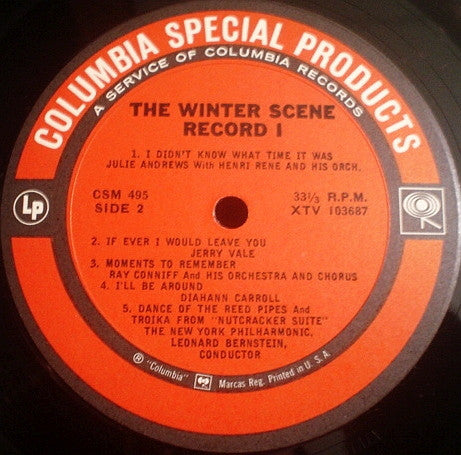 COLUMBIA SPECIAL PRODUCTS
A SERVICE OF COLUMBIA RECORDS
THE WINTER SCENE
RECORD I
1. I DIDN'T KNOW WHAT TIME IT WAS
JULIE ANDREWS With HENRI RENE AND HIS ORCH.
CSM 495 33⅓ R.P.M.
SIDE 2 XTV 103687
Lp
2. IF EVER I WOULD LEAVE YOU
JERRY VALE
3. MOMENTS TO REMEMBER
RAY CONNIFF And HIS ORCHESTRA AND CHORUS
4. I'LL BE AROUND
DIAHANN CARROLL
5. DANCE OF THE REED PIPES And
TROIKA FROM "NUTCRACKER SUITE"
THE NEW YORK PHILHARMONIC,
LEONARD BERNSTEIN,
CONDUCTOR
® "Columbia" Marcas Reg. Printed in U. S. A.